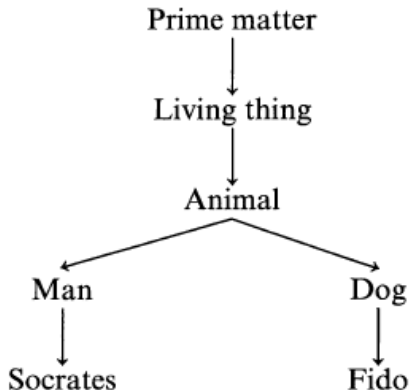 Prime matter
Living thing
Animal
Man Dog
Socrates Fido